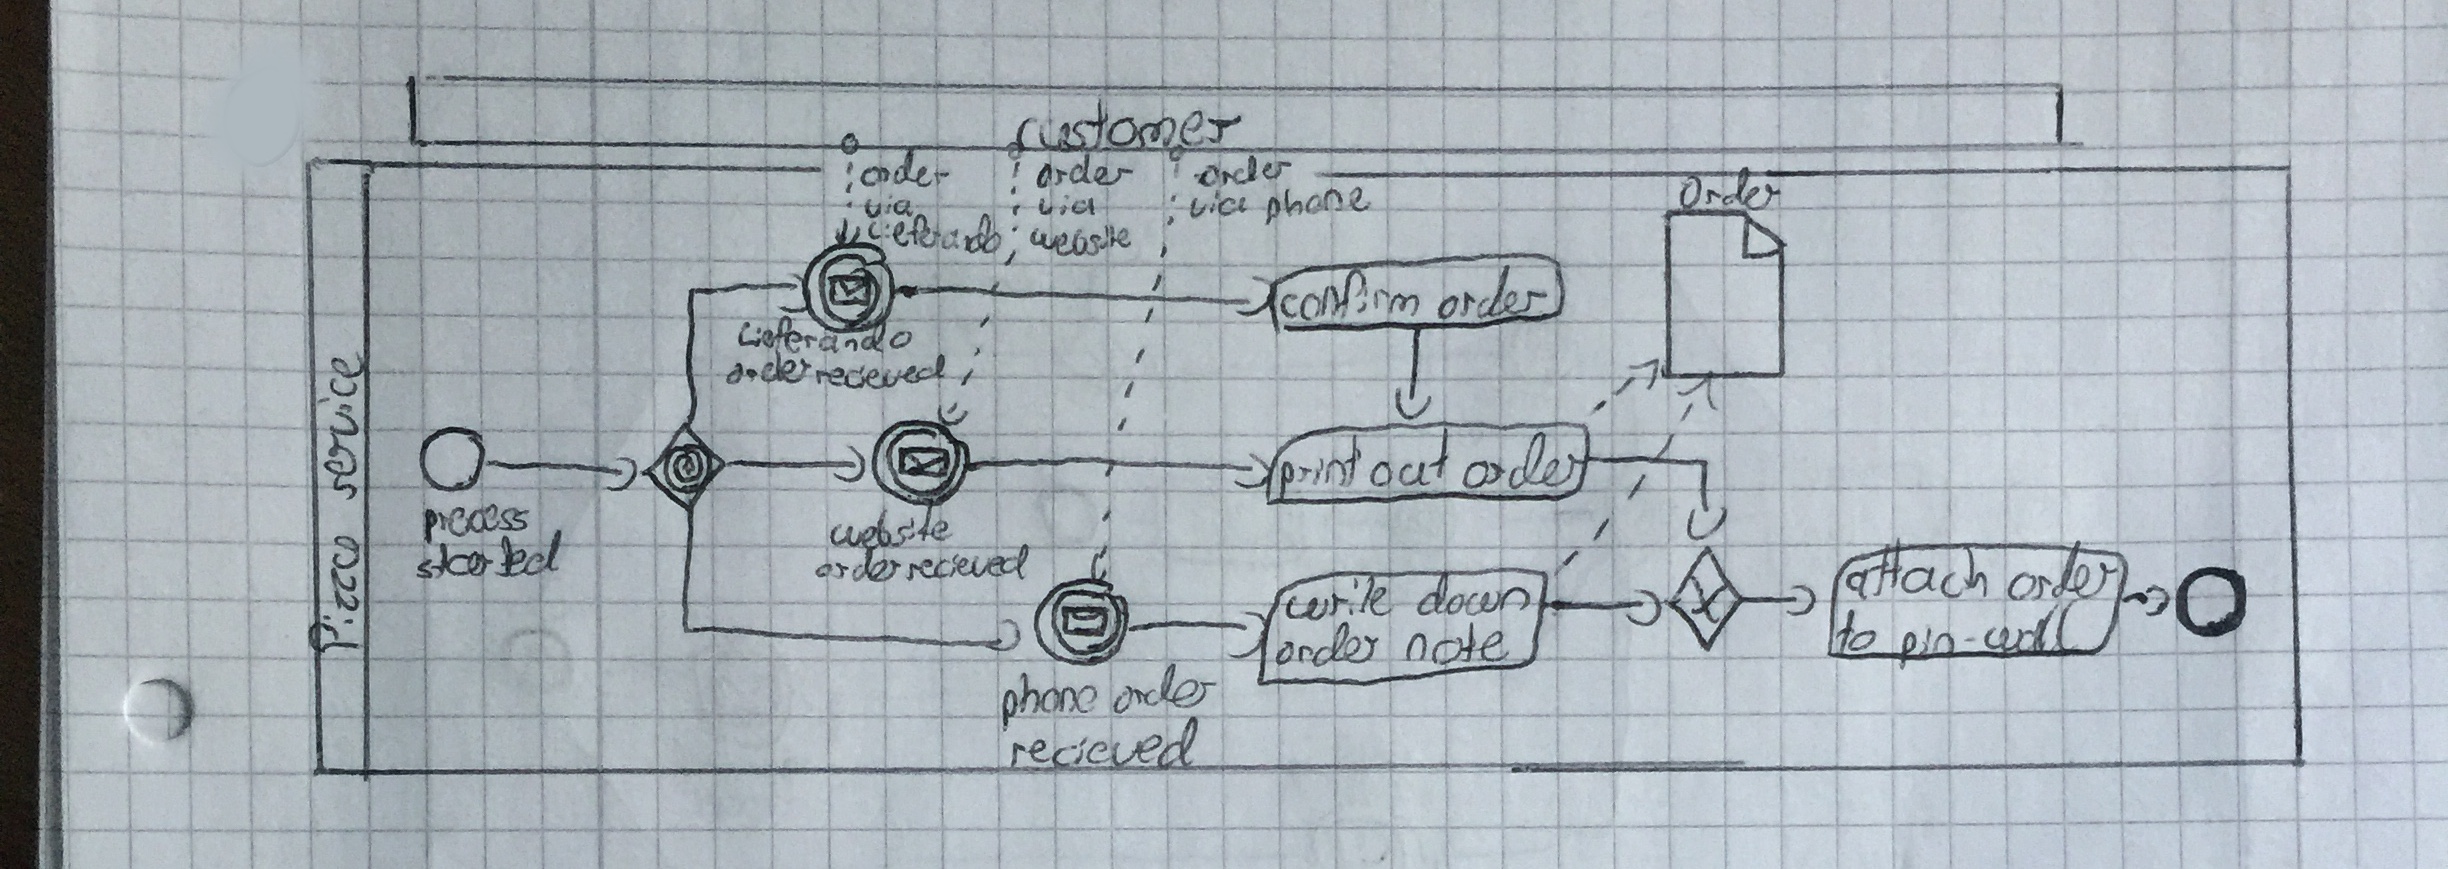 customer
order
via
Lieferando
order
via
website
order
via phone
Order
Pizza service
Lieferando
order recieved
confirm order
process
started
website
order recieved
print out order
phone order
recieved
write down
order note
attach order
to pin-wall